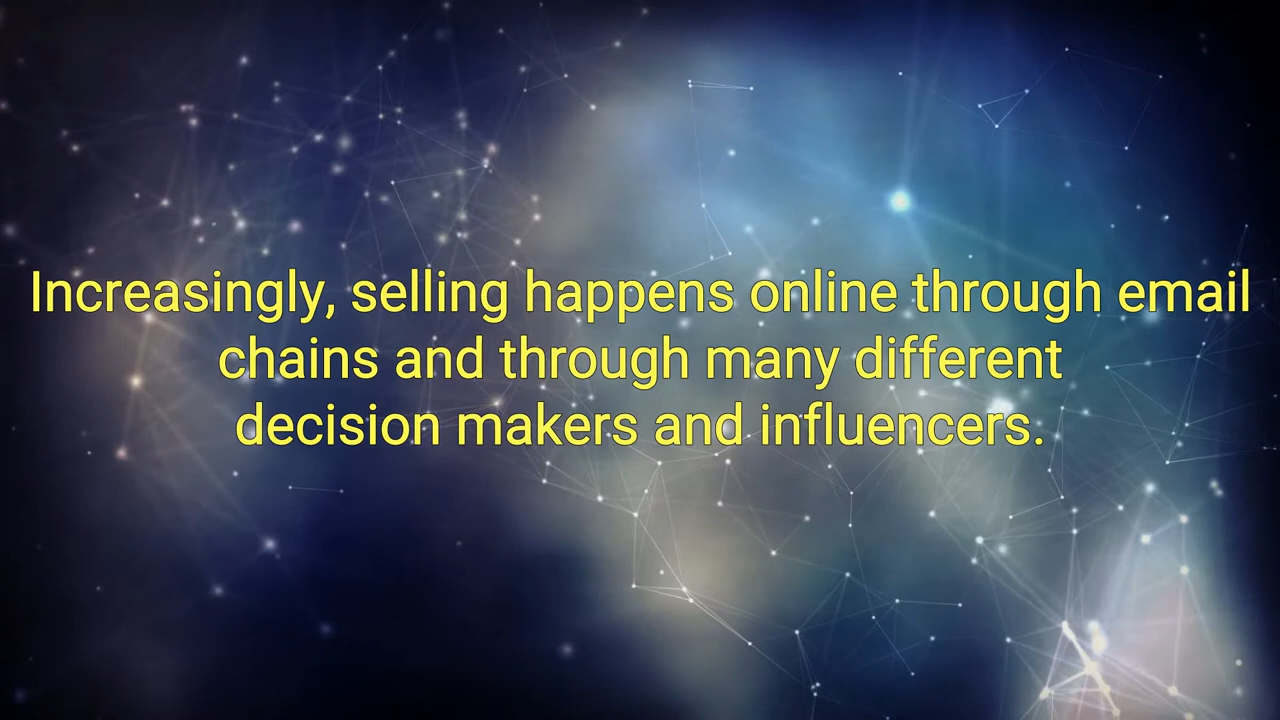 Increasingly, selling happens online through email
chains and through many different
decision makers and influencers.